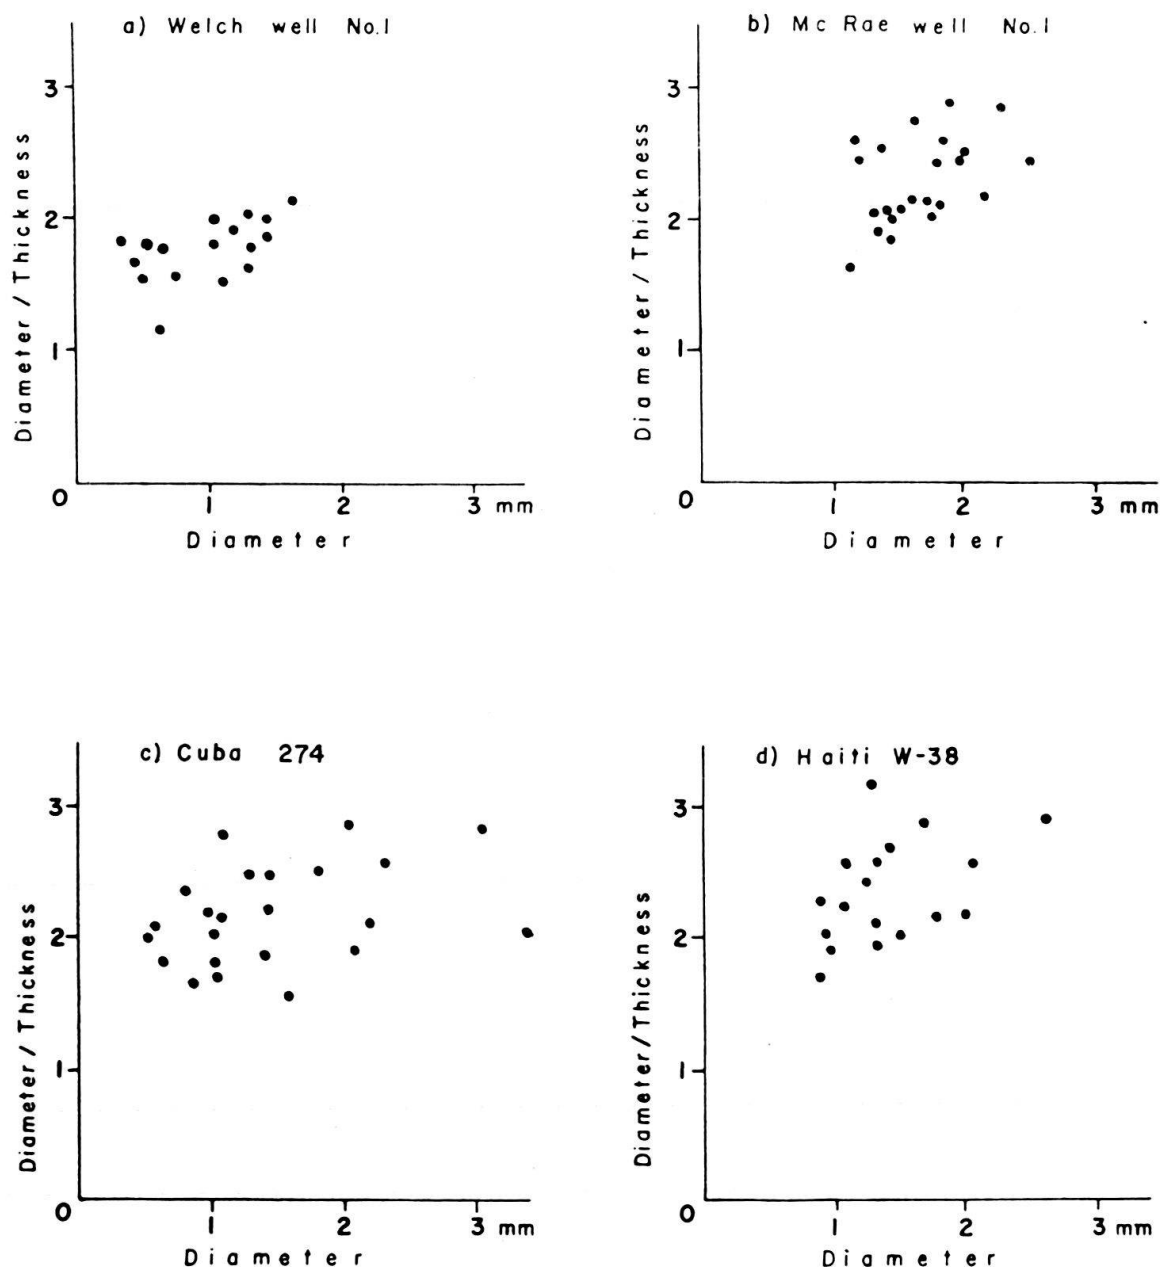 a) Welch well No.1
3
2
1
0
1 2 3 mm
Diameter / Thickness
Diameter
b) Mc Rae well No.1
3
2
1
0
1 2 3 mm
Diameter / Thickness
Diameter
c) Cuba 274
3
2
1
0
1 2 3 mm
Diameter / Thickness
Diameter
d) Haiti W-38
3
2
1
0
1 2 3 mm
Diameter/Thickness
Diameter